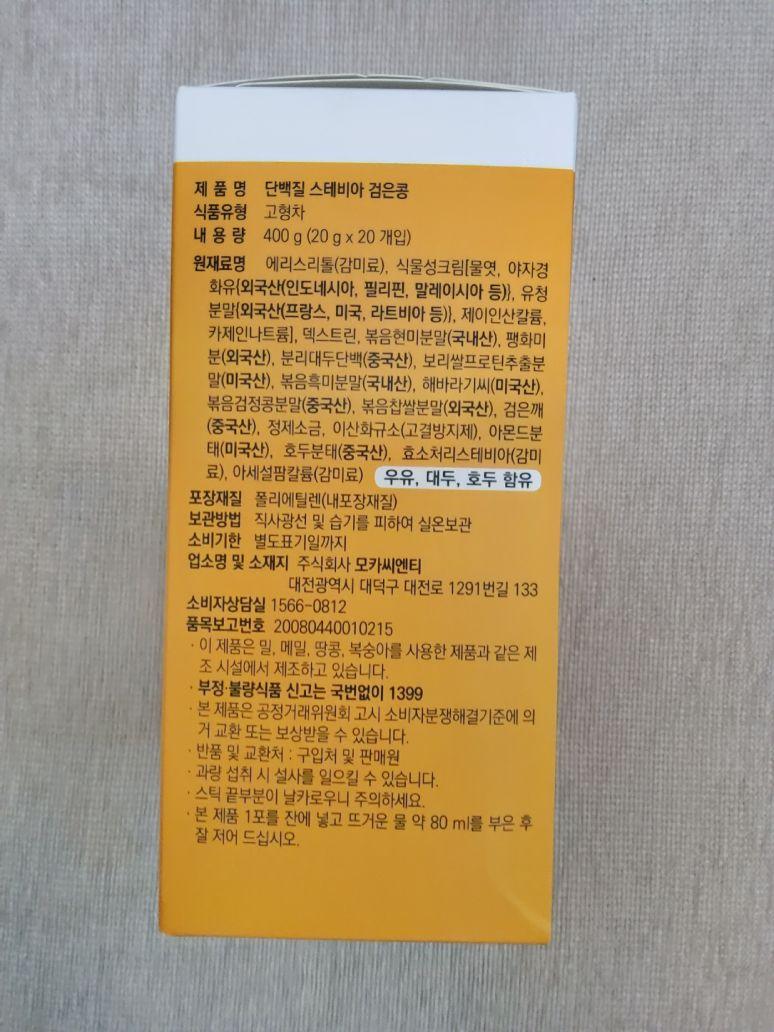 제 품 명 단백질 스테비아 검은콩
식품유형 고형차
내 용 량 400 g (20 g x 20 개입)
원재료명 에리스리톨(감미료), 식물성크림[물엿, 야자경
화유{외국산(인도네시아, 필리핀, 말레이시아 등)}, 유청
분말{외국산(프랑스, 미국, 라트비아 등)}, 제이인산칼륨,
카제인나트륨], 덱스트린, 볶음현미분말(국내산), 팽화미
분(외국산), 분리대두단백(중국산), 보리쌀프로틴추출분
말(미국산), 볶음흑미분말(국내산), 해바라기씨(미국산),
볶음검정콩분말(중국산), 볶음찹쌀분말(외국산), 검은깨
(중국산), 정제소금, 이산화규소(고결방지제), 아몬드분
태(미국산), 호두분태(중국산), 효소처리스테비아(감미
료), 아세설팜칼륨(감미료) 우유, 대두, 호두 함유
포장재질 폴리에틸렌(내포장재질)
보관방법 직사광선 및 습기를 피하여 실온보관
소비기한 별도표기일까지
업소명 및 소재지 주식회사 모카씨엔티
대전광역시 대덕구 대전로 1291번길 133
소비자상담실 1566-0812
품목보고번호 20080440010215
· 이 제품은 밀, 메밀, 땅콩, 복숭아를 사용한 제품과 같은 제
조 시설에서 제조하고 있습니다.
· 부정·불량식품 신고는 국번없이 1399
· 본 제품은 공정거래위원회 고시 소비자분쟁해결기준에 의
거 교환 또는 보상받을 수 있습니다.
· 반품 및 교환처 : 구입처 및 판매원
· 과량 섭취 시 설사를 일으킬 수 있습니다.
· 스틱 끝부분이 날카로우니 주의하세요.
· 본 제품 1포를 잔에 넣고 뜨거운 물 약 80 ml를 부은 후
잘 저어 드십시오.